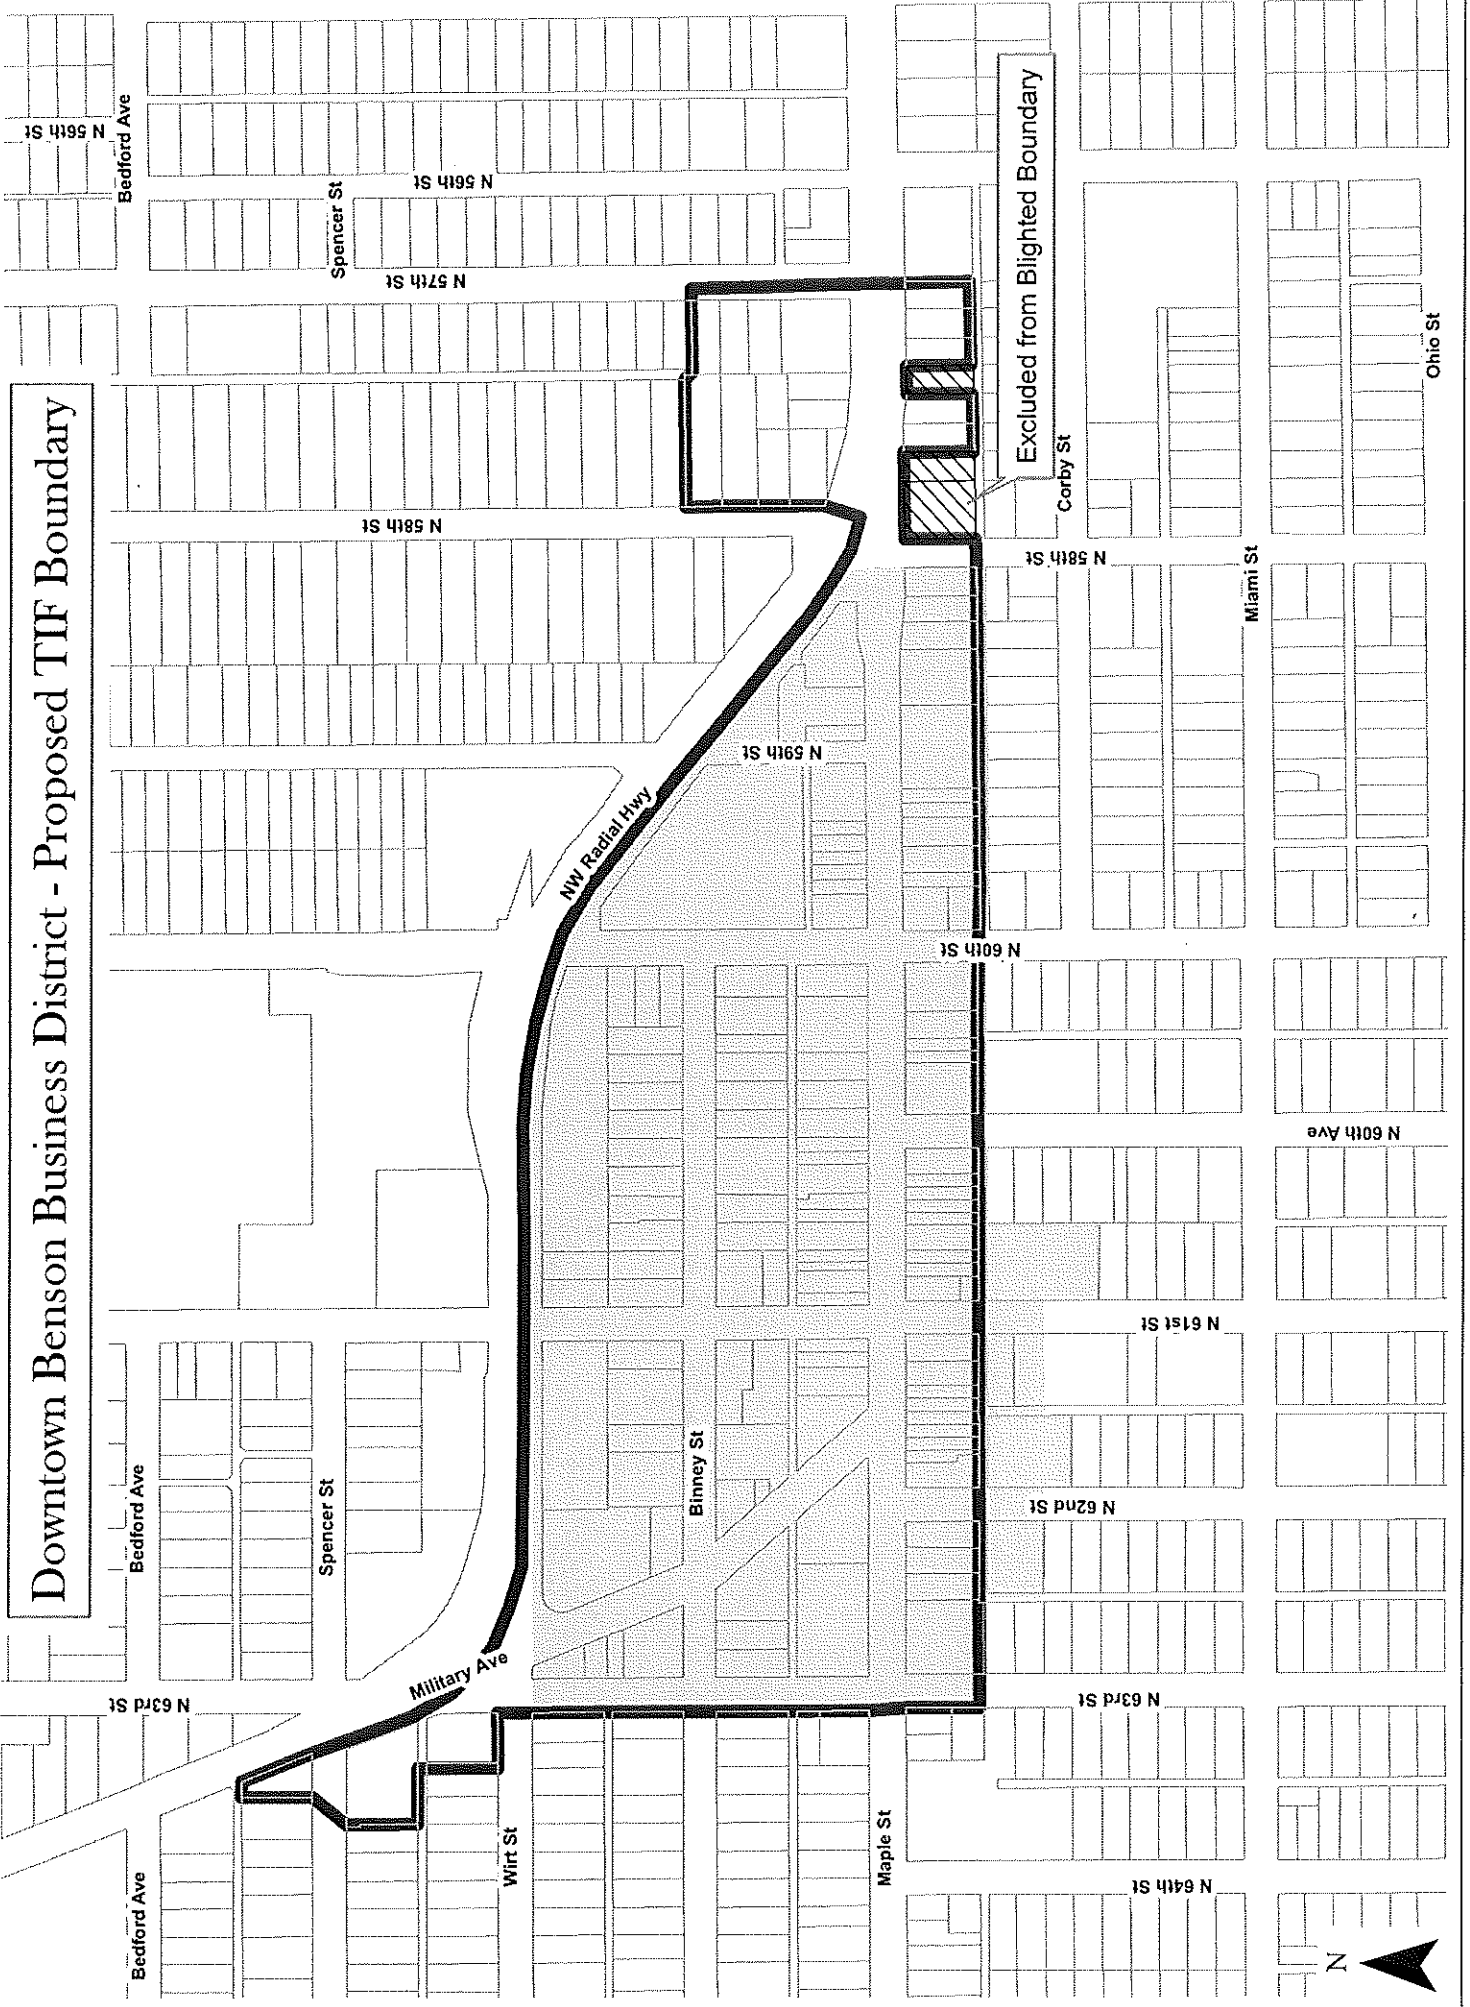 Downtown Benson Business District - Proposed TIF Boundary
N 56th St
Bedford Ave
Spencer St
N 56th St
N 57th St
N 58th St
Excluded from Blighted Boundary
Corby St
N 58th St
Miami St
Ohio St
N 59th St
NW Radial Hwy
N 60th St
N 60th Ave
N 61st St
Bedford Ave
Spencer St
Binney St
N 62nd St
Military Ave
N 63rd St
N 63rd St
Wirt St
Maple St
Bedford Ave
N 64th St
N